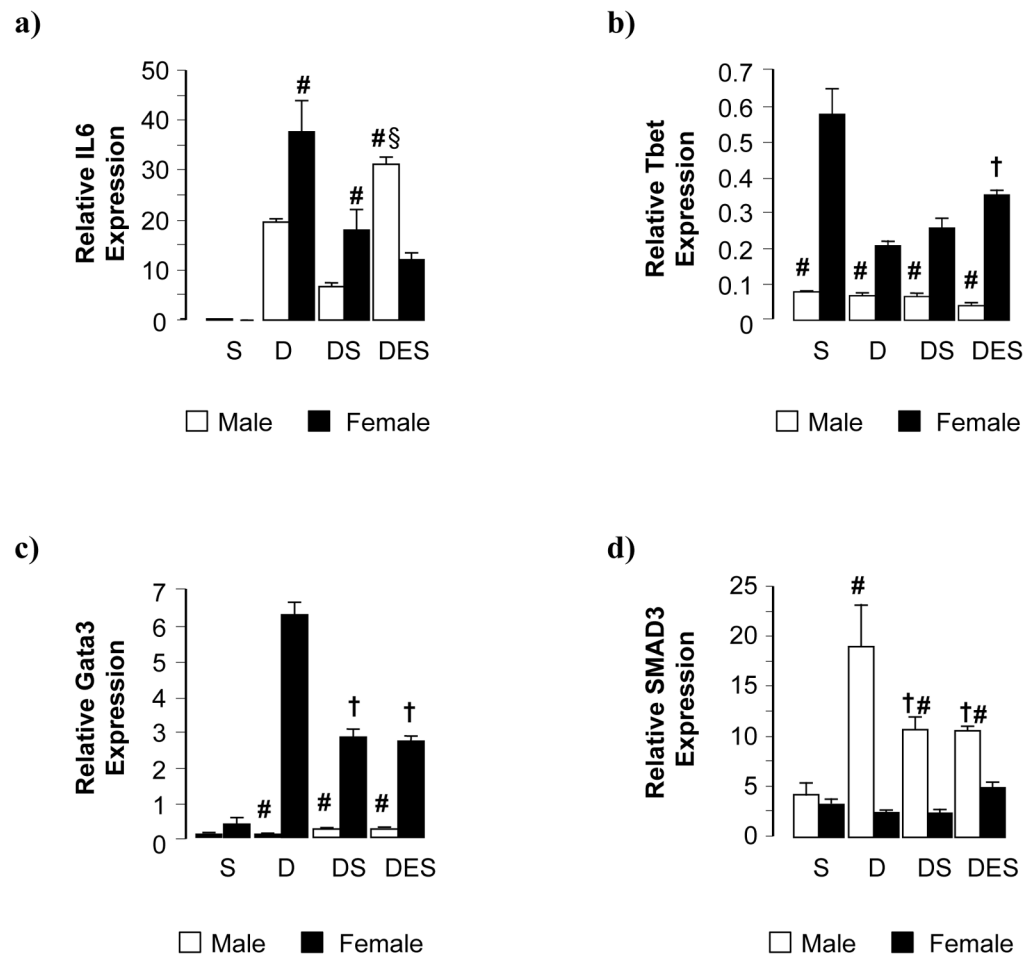 a)
Relative IL6
Expression
50
40
30
20
10
0
#
#
#§
S D DS DES
Male Female
b)
Relative Tbet
Expression
0.7
0.6
0.5
0.4
0.3
0.2
0.1
0
#
#
#
#
†
S D DS DES
Male Female
c)
Relative Gata3
Expression
7
6
5
4
3
2
1
0
#
#
†
#
†
S D DS DES
Male Female
d)
Relative SMAD3
Expression
25
20
15
10
5
0
#
†#
†#
S D DS DES
Male Female